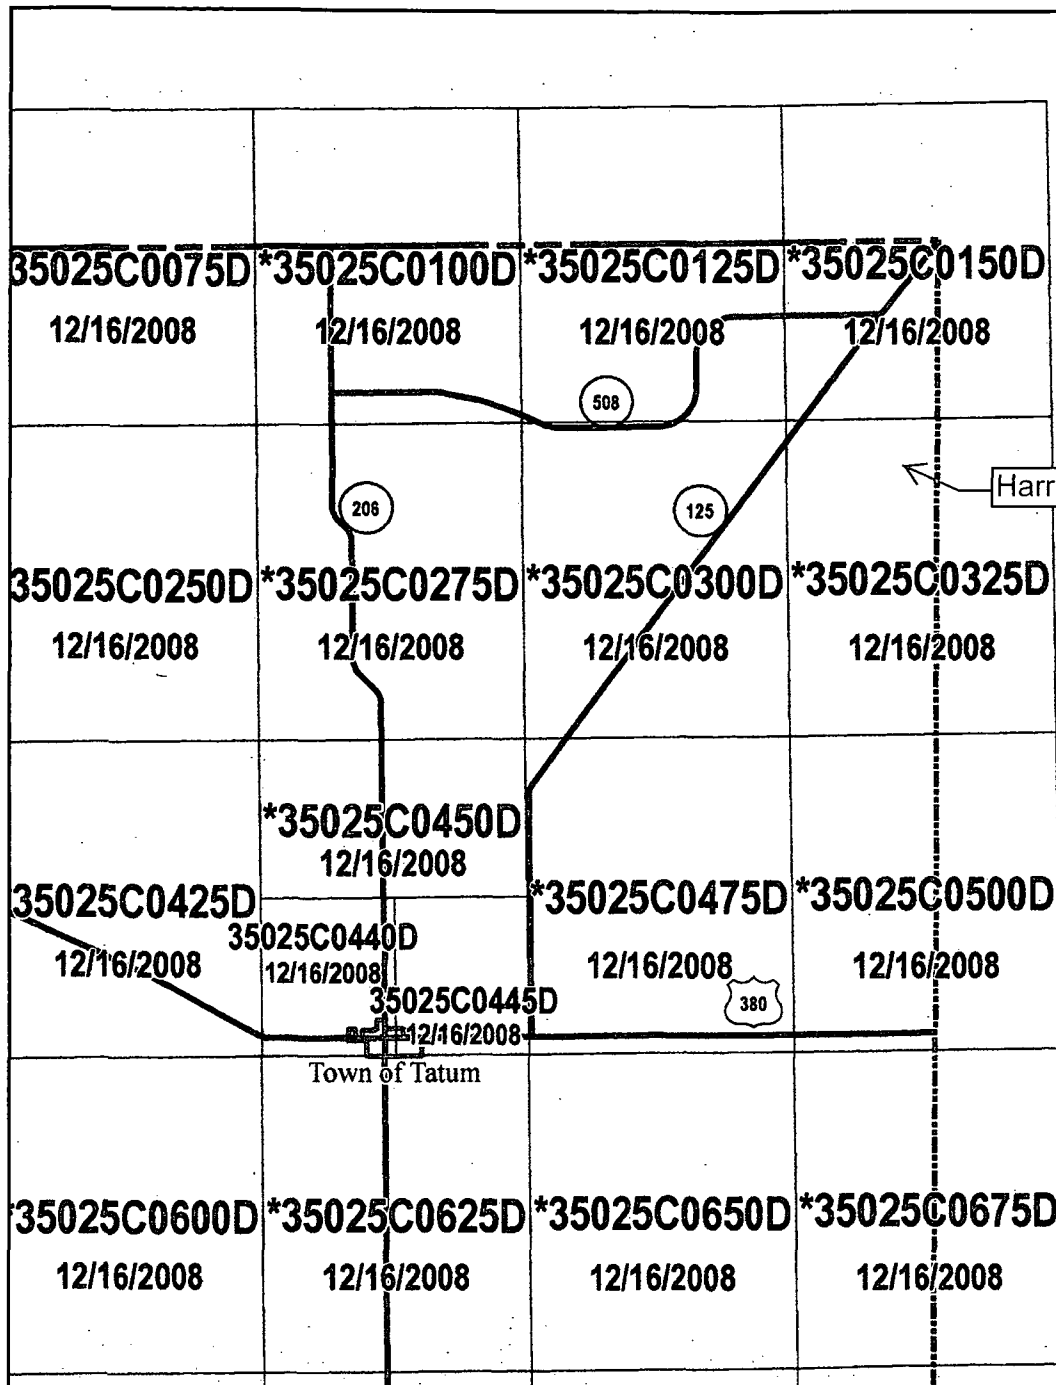 35025C0075D *35025C0100D *35025C0125D *35025C0150D
12/16/2008 12/16/2008 12/16/2008 12/16/2008
508
206 125
Harr
35025C0250D *35025C0275D *35025C0300D *35025C0325D
12/16/2008 12/16/2008 12/16/2008 12/16/2008
*35025C0450D
12/16/2008
35025C0425D *35025C0475D *35025C0500D
35025C0440D
12/16/2008 12/16/2008 12/16/2008 12/16/2008
35025C0445D 380
12/16/2008
Town of Tatum
*35025C0600D *35025C0625D *35025C0650D *35025C0675D
12/16/2008 12/16/2008 12/16/2008 12/16/2008